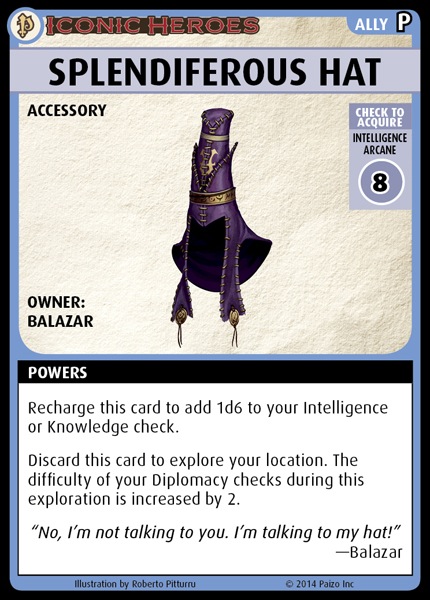 ICONIC HEROES
ALLY P
SPLENDIFEROUS HAT
ACCESSORY
CHECK TO
ACQUIRE
INTELLIGENCE
ARCANE
8
OWNER:
BALAZAR
POWERS
Recharge this card to add 1d6 to your Intelligence
or Knowledge check.
Discard this card to explore your location. The
difficulty of your Diplomacy checks during this
exploration is increased by 2.
“No, I’m not talking to you. I’m talking to my hat!”
—Balazar
Illustration by Roberto Pitturru
© 2014 Paizo Inc